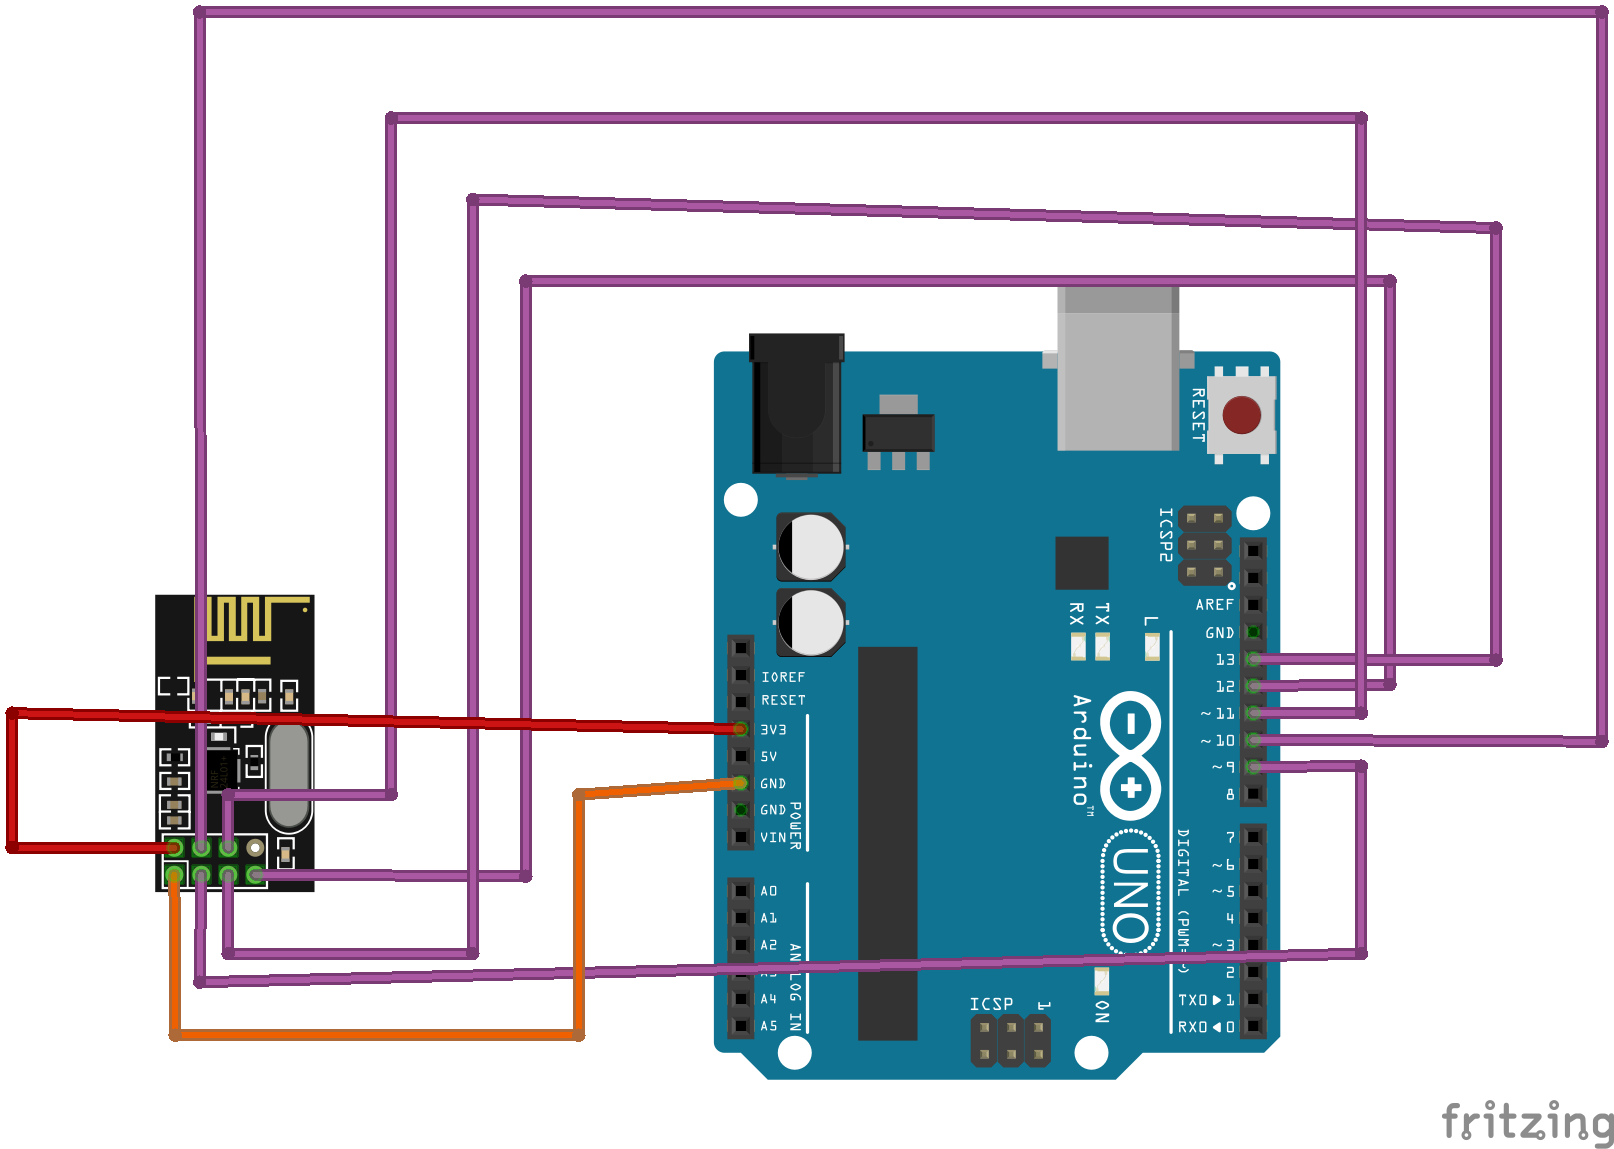 RESET
ICSP2
AREF
GND
13
12
~11
~10
~9
8
RX
TX
L
IOREF
RESET
3V3
5V
GND
GND
VIN
POWER
Arduino™
UNO
NRF
24L01+
7
~6
~5
4
~3
2
TX0▶1
RX0◀0
DIGITAL (PWM=
A0
A1
A2
A4
A5
ANALOG IN
ICSP
1
ON
fritzing